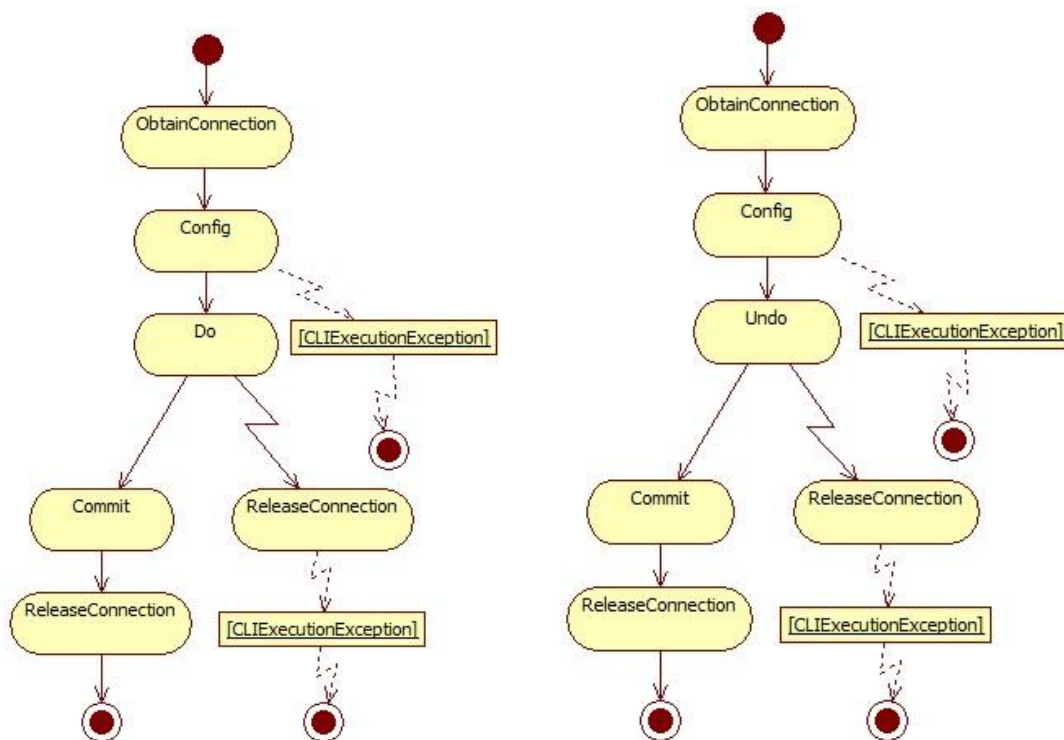 ObtainConnection
Config
Do
[CLIExecutionException]
Commit
ReleaseConnection
ReleaseConnection
[CLIExecutionException]
ObtainConnection
Config
Undo
[CLIExecutionException]
Commit
ReleaseConnection
ReleaseConnection
[CLIExecutionException]